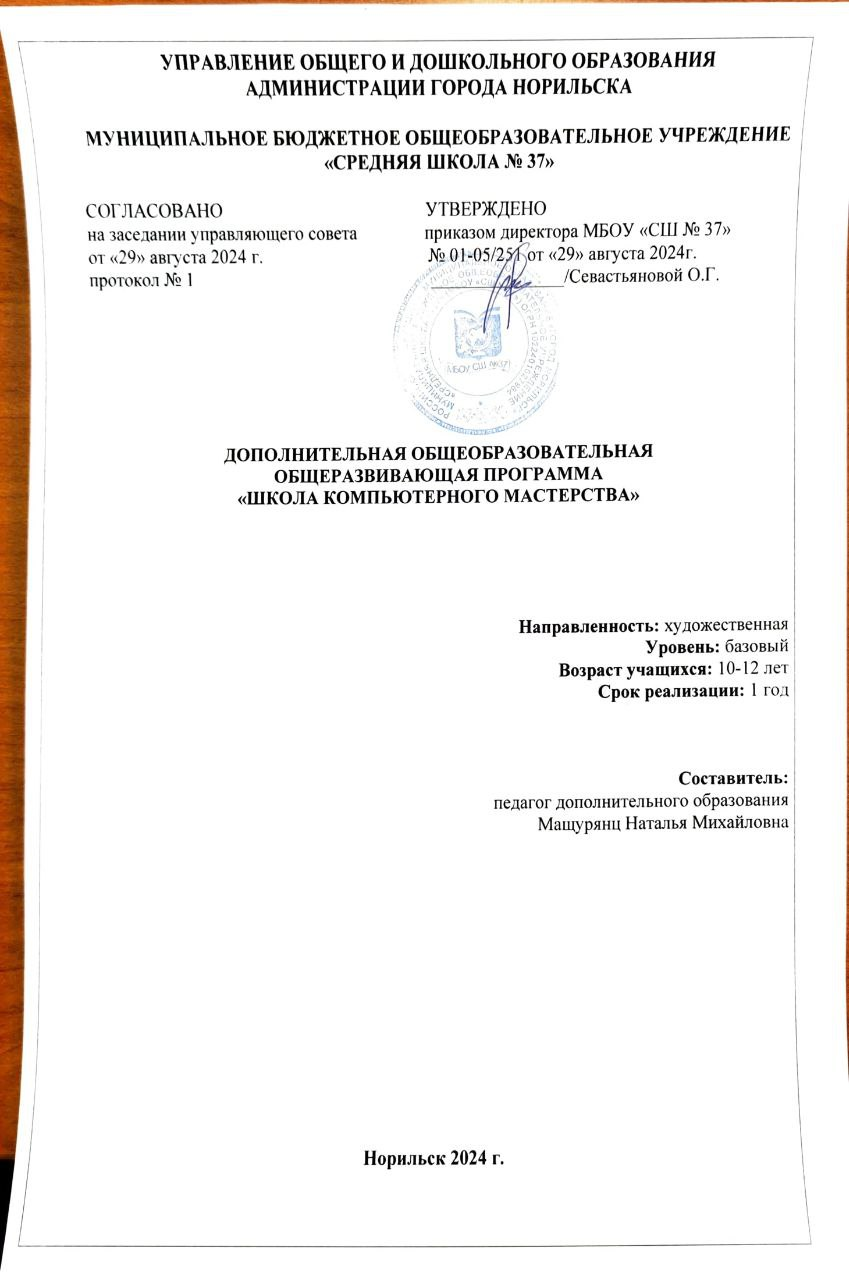 УПРАВЛЕНИЕ ОБЩЕГО И ДОШКОЛЬНОГО ОБРАЗОВАНИЯ
АДМИНИСТРАЦИИ ГОРОДА НОРИЛЬСКА
МУНИЦИПАЛЬНОЕ БЮДЖЕТНОЕ ОБЩЕОБРАЗОВАТЕЛЬНОЕ УЧРЕЖДЕНИЕ
«СРЕДНЯЯ ШКОЛА № 37»
СОГЛАСОВАНО
на заседании управляющего совета
от «29» августа 2024 г.
протокол № 1
УТВЕРЖДЕНО
приказом директора МБОУ «СШ № 37»
№ 01-05/251 от «29» августа 2024г.
/Севастьяновой О.Г.
МБОУ СШ №37
ДОПОЛНИТЕЛЬНАЯ ОБЩЕОБРАЗОВАТЕЛЬНАЯ
ОБЩЕРАЗВИВАЮЩАЯ ПРОГРАММА
«ШКОЛА КОМПЬЮТЕРНОГО МАСТЕРСТВА»
Направленность: художественная
Уровень: базовый
Возраст учащихся: 10-12 лет
Срок реализации: 1 год
Составитель:
педагог дополнительного образования
Мащурянц Наталья Михайловна
Норильск 2024 г.